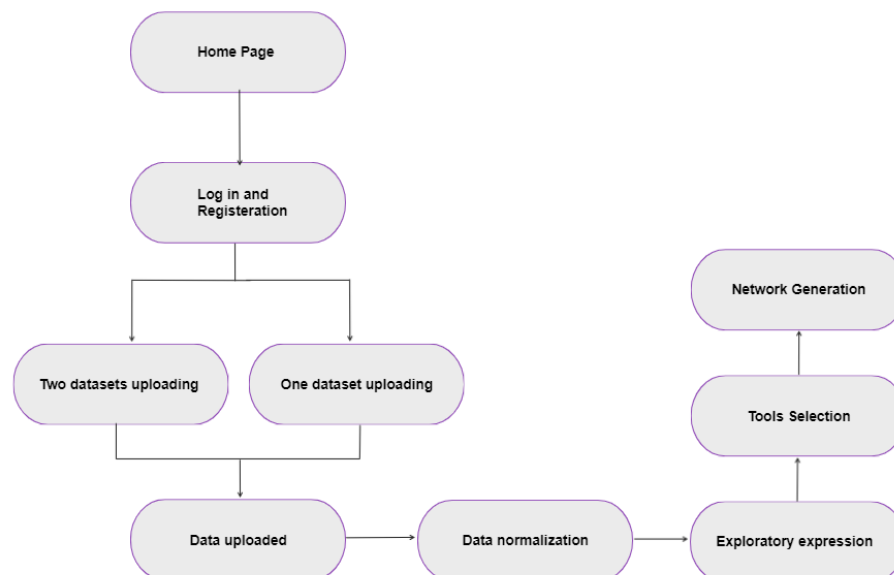 Home Page
Log in and
Registeration
Two datasets uploading
One dataset uploading
Data uploaded
Data normalization
Exploratory expression
Tools Selection
Network Generation